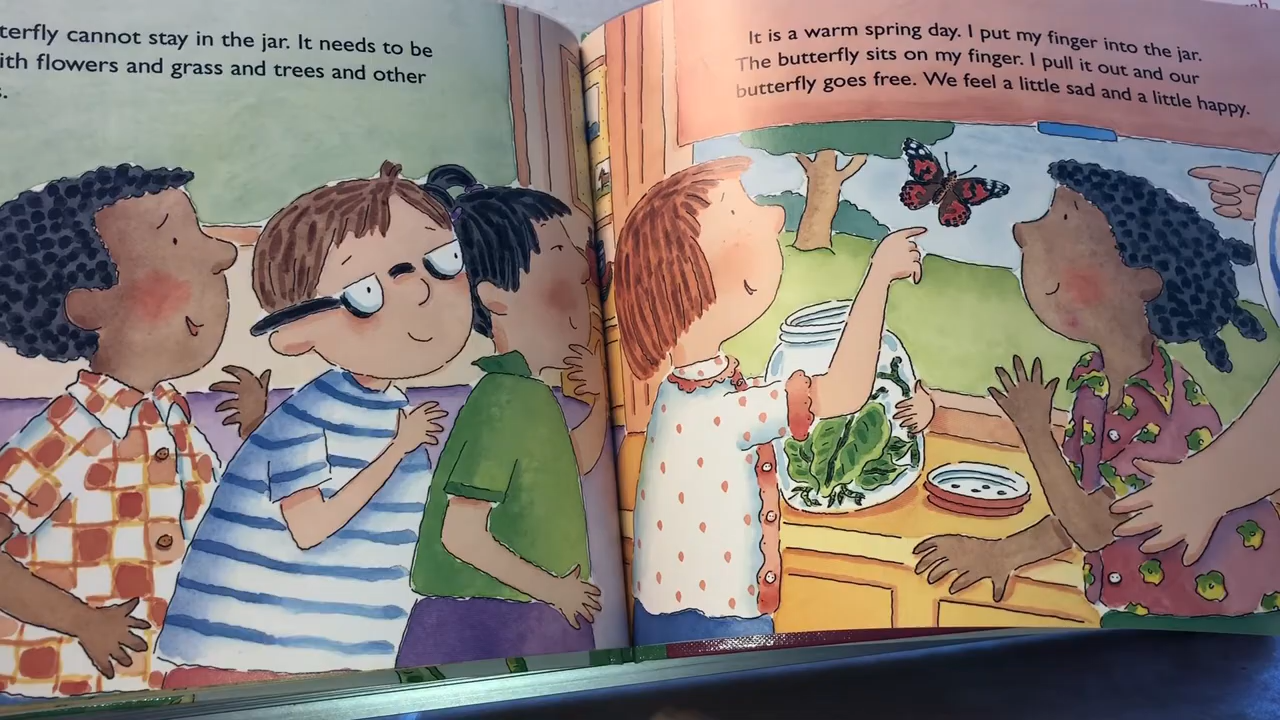 terfly cannot stay in the jar. It needs to be
ith flowers and grass and trees and other
s.
It is a warm spring day. I put my finger into the jar.
The butterfly sits on my finger. I pull it out and our
butterfly goes free. We feel a little sad and a little happy.